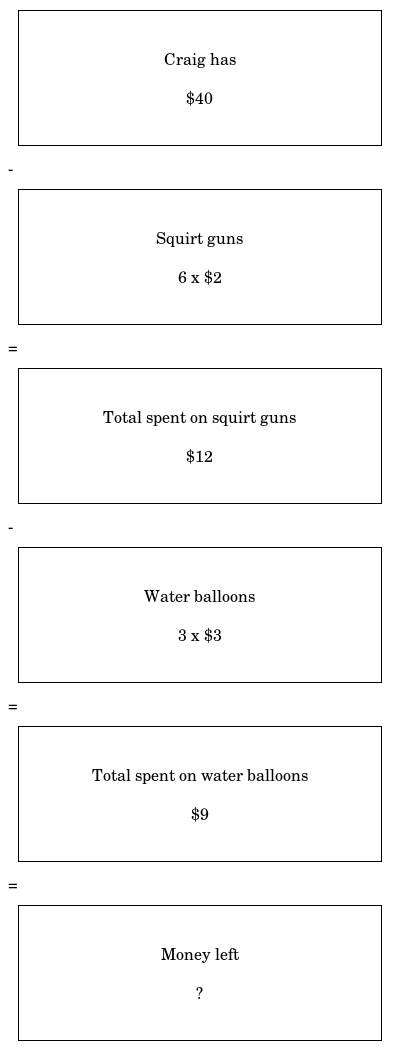 Craig has
$40
-
Squirt guns
6 x $2
=
Total spent on squirt guns
$12
-
Water balloons
3 x $3
=
Total spent on water balloons
$9
=
Money left
?